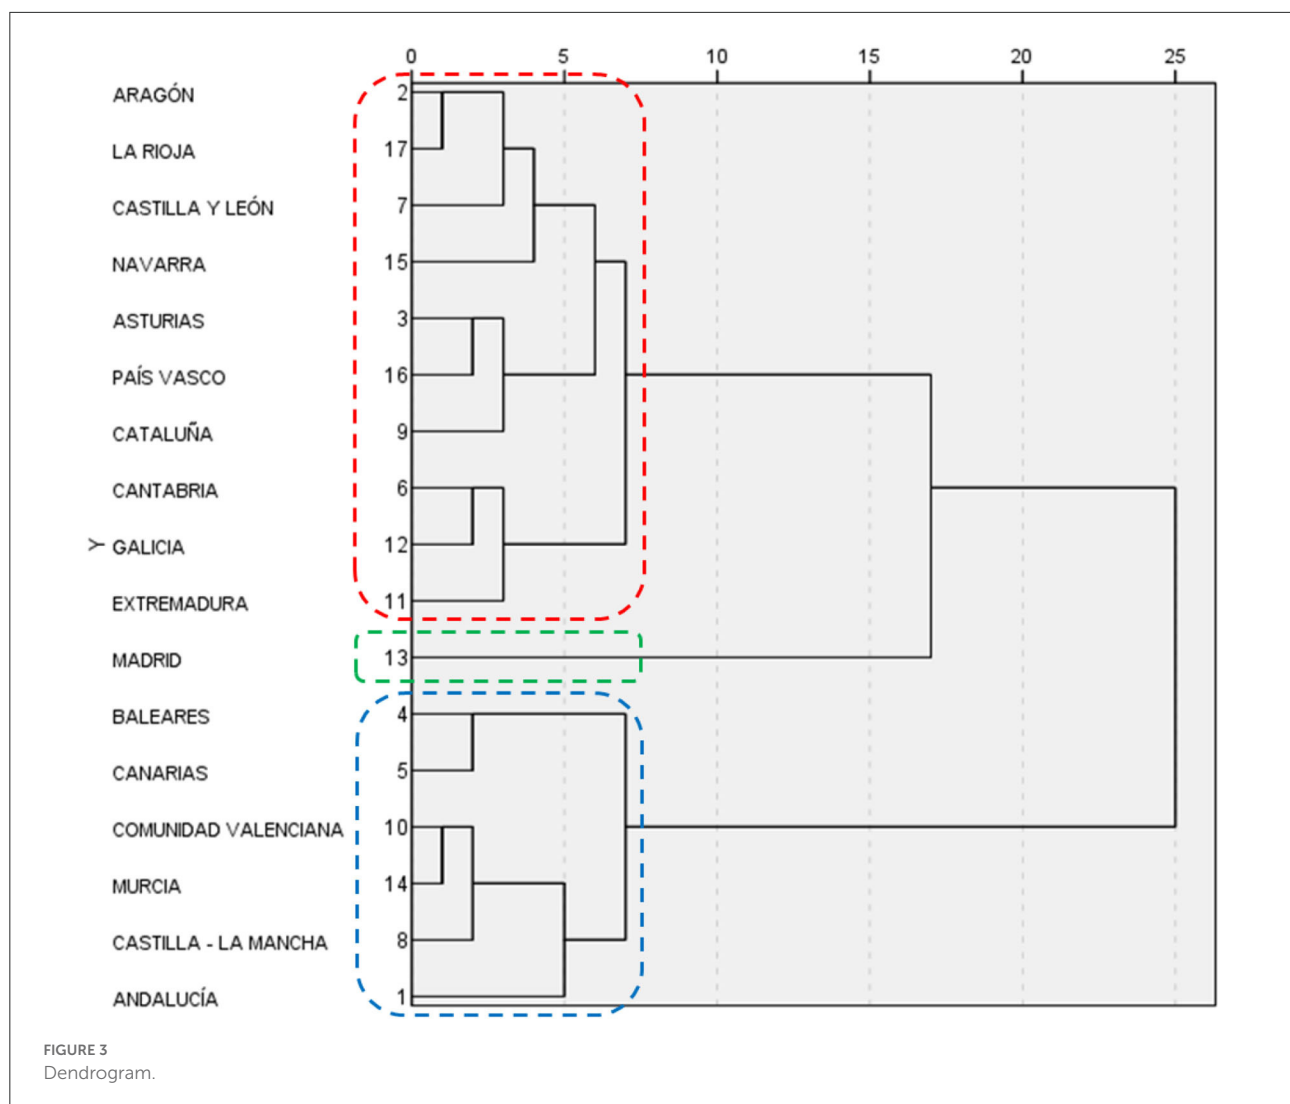 0 5 10 15 20 25
ARAGÓN 2
LA RIOJA 17
CASTILLA Y LEÓN 7
NAVARRA 15
ASTURIAS 3
PAÍS VASCO 16
CATALUÑA 9
CANTABRIA 6
Y GALICIA 12
EXTREMADURA 11
MADRID 13
BALEARES 4
CANARIAS 5
COMUNIDAD VALENCIANA 10
MURCIA 14
CASTILLA - LA MANCHA 8
ANDALUCÍA 1
FIGURE 3
Dendrogram.